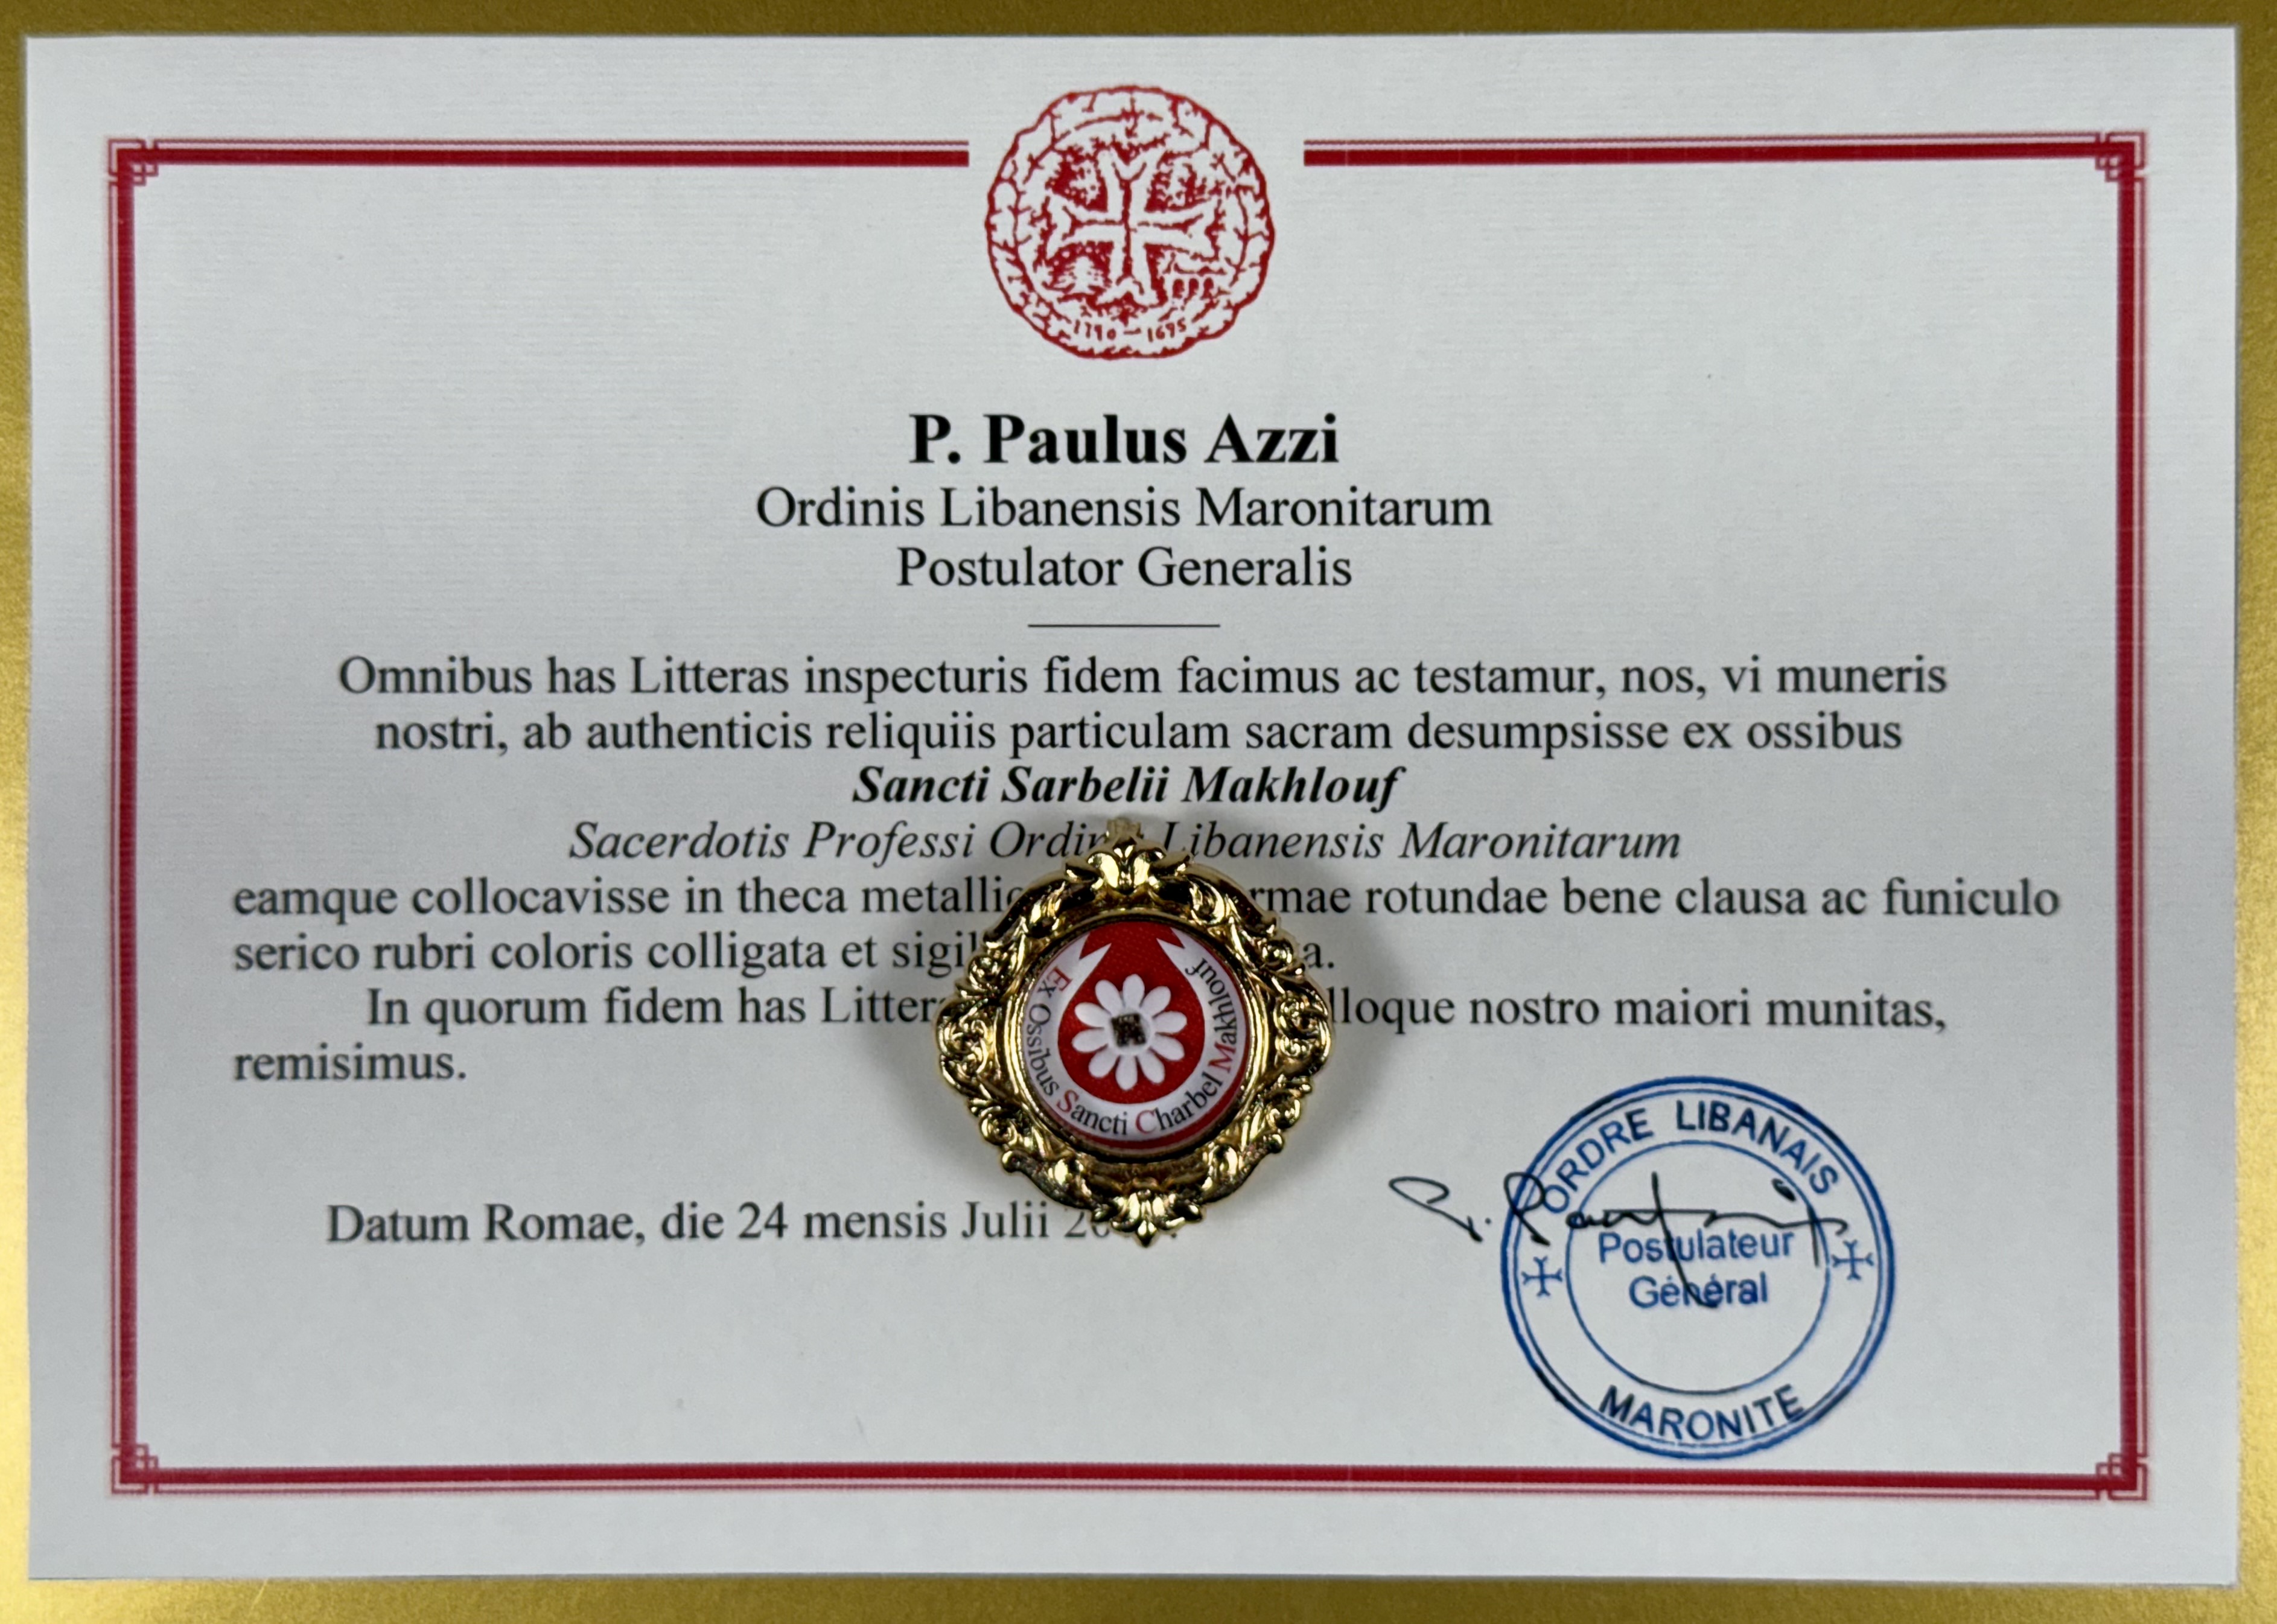 1790 - 1695
P. Paulus Azzi
Ordinis Libanensis Maronitarum
Postulator Generalis
Omnibus has Litteras inspecturis fidem facimus ac testamur, nos, vi muneris
nostri, ab authenticis reliquiis particulam sacram desumpsisse ex ossibus
Sancti Sarbelii Makhlouf
Sacerdotis Professi Libanensis Maronitarum
eamque collocavisse in theca rotundae bene clausa ac funiculo
serico rubri coloris colligata et
In quorum fidem has nostro maiori munitas,
remisimus.
Ex Ossibus Sancti Charbel Makhlouf
Datum Romae, die 24 mensis Julii
ORDRE LIBANAIS
Postulateur
Général
MARONITE